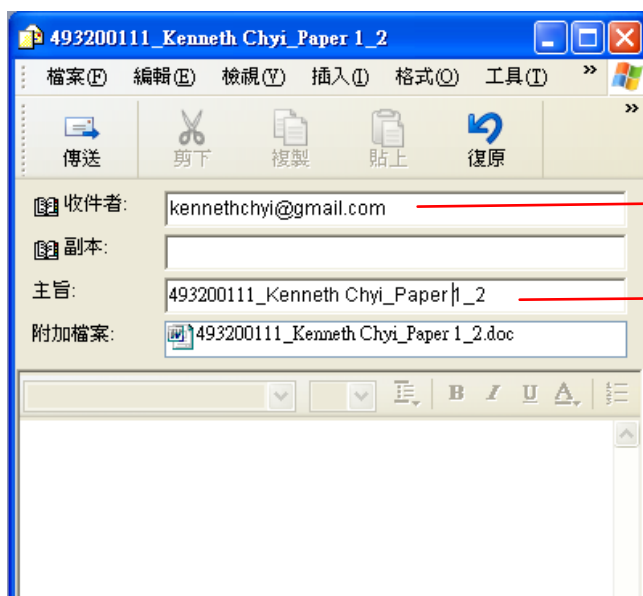 493200111_Kenneth Chyi_Paper 1_2
檔案(F) 編輯(E) 檢視(V) 插入(I) 格式(O) 工具(T) »
傳送 剪下 複製 貼上 復原 »
收件者: kennethchyi@gmail.com
副本:
主旨: 493200111_Kenneth Chyi_Paper 1_2
附加檔案: 493200111_Kenneth Chyi_Paper 1_2.doc
B I U A